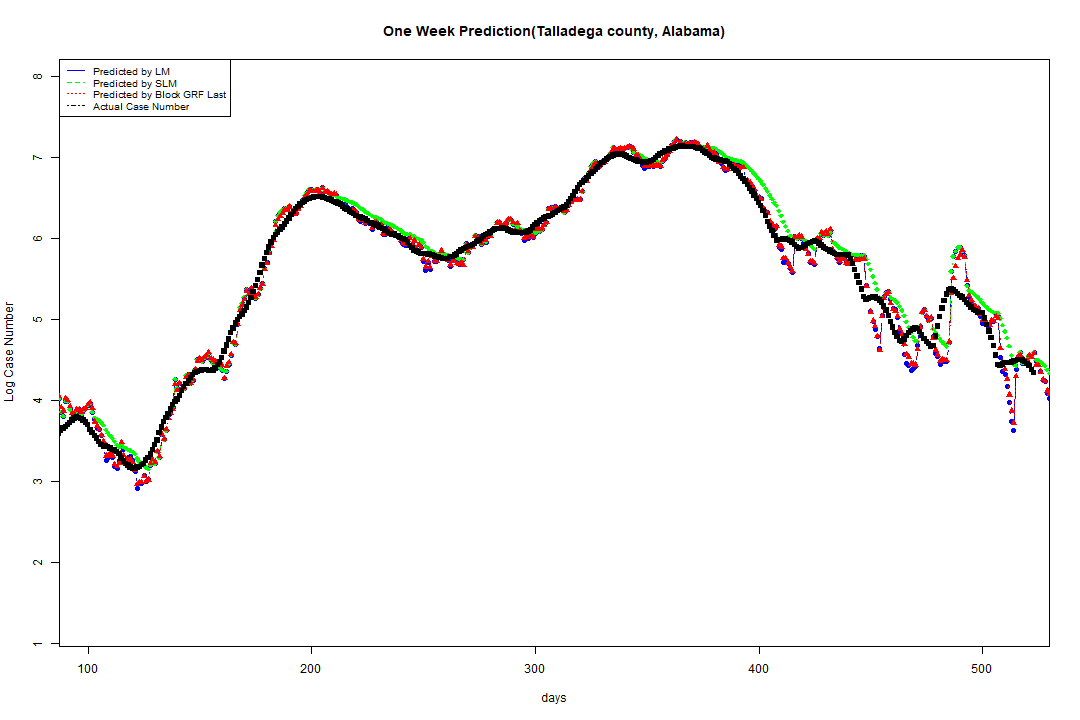 One Week Prediction(Talladega county, Alabama)
Predicted by LM
Predicted by SLM
Predicted by Block GRF Last
Actual Case Number
8
7
6
5
4
3
2
1
Log Case Number
100 200 300 400 500
days